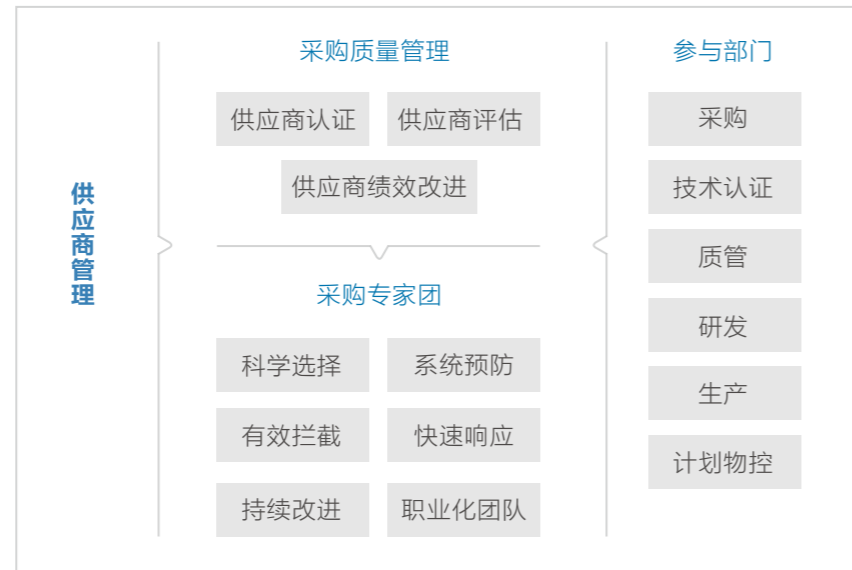 供应商管理
采购质量管理
供应商认证
供应商评估
供应商绩效改进
采购专家团
科学选择
系统预防
有效拦截
快速响应
持续改进
职业化团队
参与部门
采购
技术认证
质管
研发
生产
计划物控